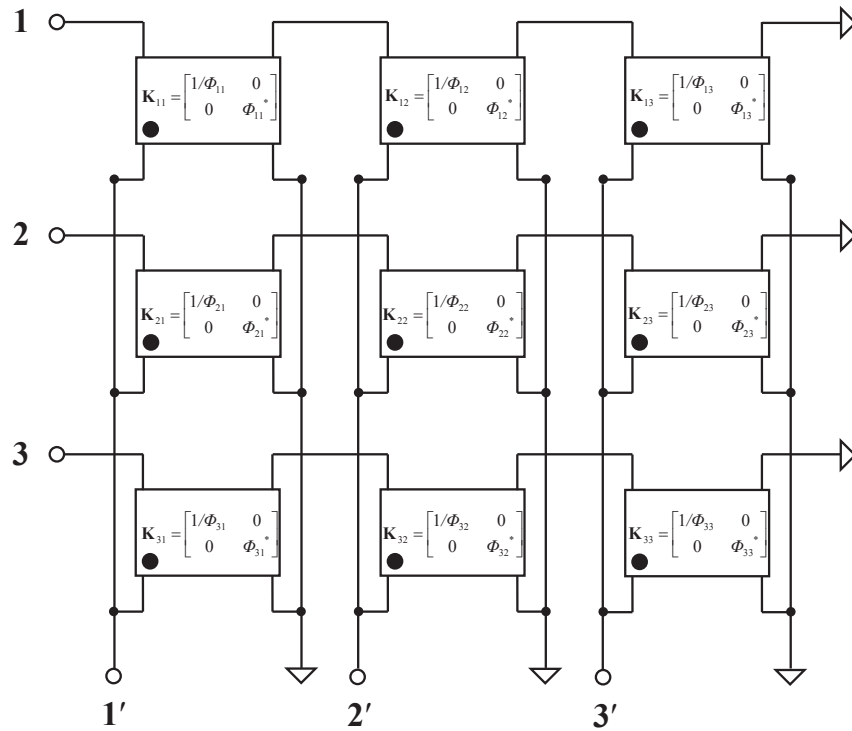 1
K₁₁ = [1/Φ₁₁ 0
0 Φ₁₁*]
K₁₂ = [1/Φ₁₂ 0
0 Φ₁₂*]
K₁₃ = [1/Φ₁₃ 0
0 Φ₁₃*]
2
K₂₁ = [1/Φ₂₁ 0
0 Φ₂₁*]
K₂₂ = [1/Φ₂₂ 0
0 Φ₂₂*]
K₂₃ = [1/Φ₂₃ 0
0 Φ₂₃*]
3
K₃₁ = [1/Φ₃₁ 0
0 Φ₃₁*]
K₃₂ = [1/Φ₃₂ 0
0 Φ₃₂*]
K₃₃ = [1/Φ₃₃ 0
0 Φ₃₃*]
1′ 2′ 3′